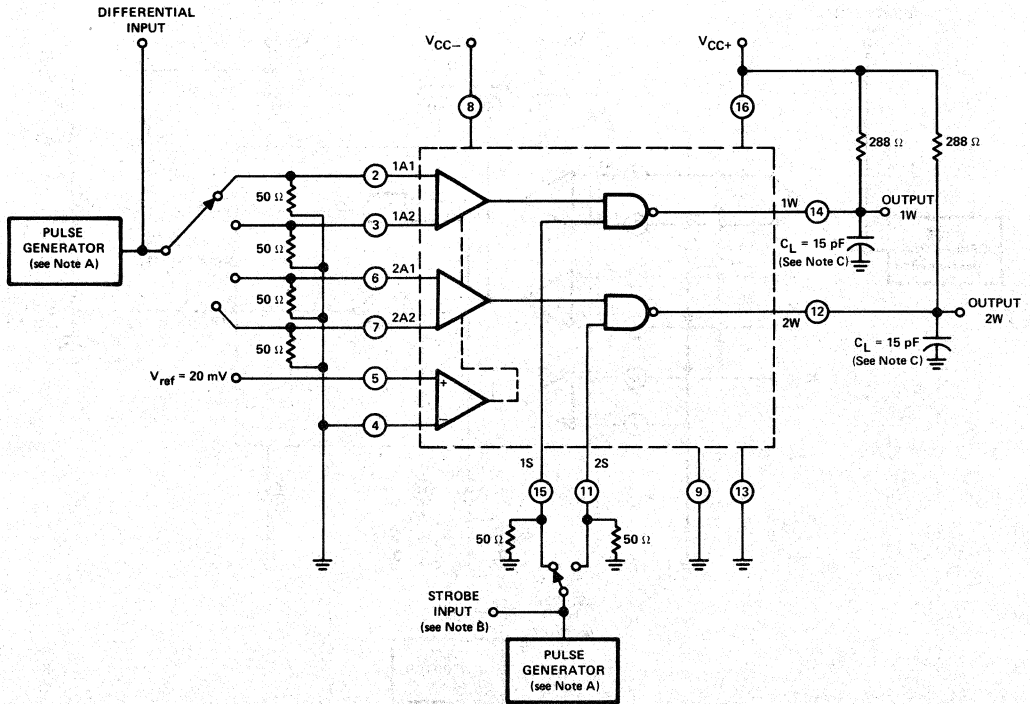 DIFFERENTIAL
INPUT
VCC–
VCC+
8
16
288 Ω
288 Ω
2
1A1
50 Ω
3
1A2
1W
14
OUTPUT
1W
PULSE
GENERATOR
(see Note A)
50 Ω
CL = 15 pF
(See Note C)
6
2A1
50 Ω
7
2A2
2W
12
OUTPUT
2W
50 Ω
CL = 15 pF
(See Note C)
Vref = 20 mV
5
+
4
–
1S
2S
15
11
9
13
50 Ω
50 Ω
STROBE
INPUT
(see Note B)
PULSE
GENERATOR
(see Note A)